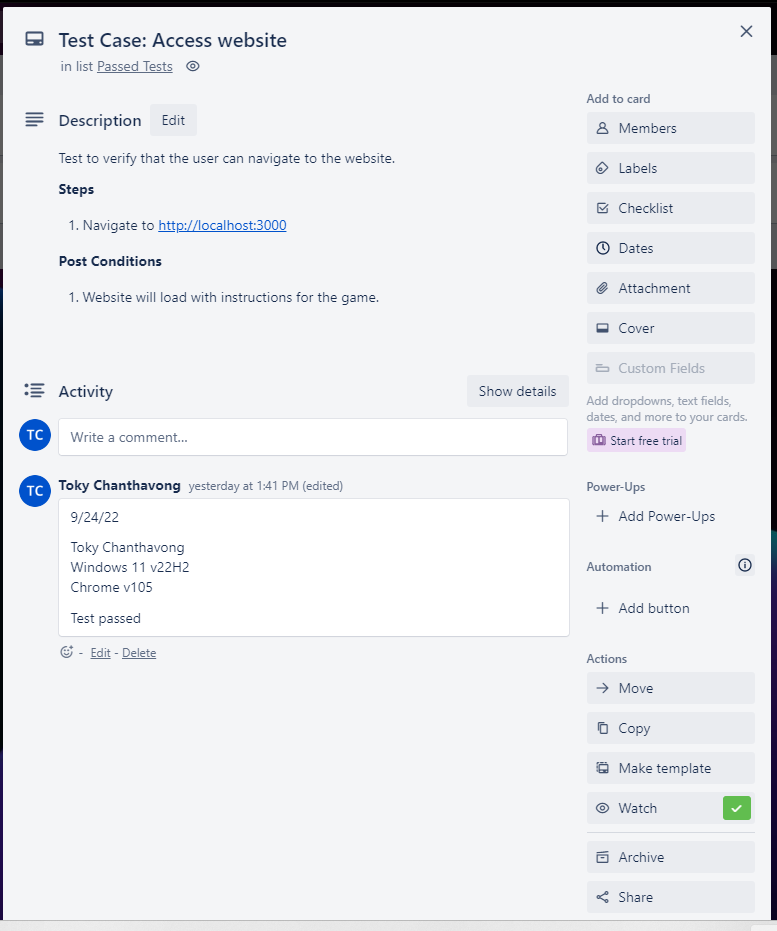 Test Case: Access website
in list Passed Tests
Description
Edit
Test to verify that the user can navigate to the website.
Steps
1. Navigate to http://localhost:3000
Post Conditions
1. Website will load with instructions for the game.
Activity
Show details
TC
Write a comment...
TC
Toky Chanthavong yesterday at 1:41 PM (edited)
9/24/22
Toky Chanthavong
Windows 11 v22H2
Chrome v105
Test passed
- Edit - Delete
Add to card
Members
Labels
Checklist
Dates
Attachment
Cover
Custom Fields
Add dropdowns, text fields,
dates, and more to your cards.
Start free trial
Power-Ups
Add Power-Ups
Automation
Add button
Actions
Move
Copy
Make template
Watch
Archive
Share